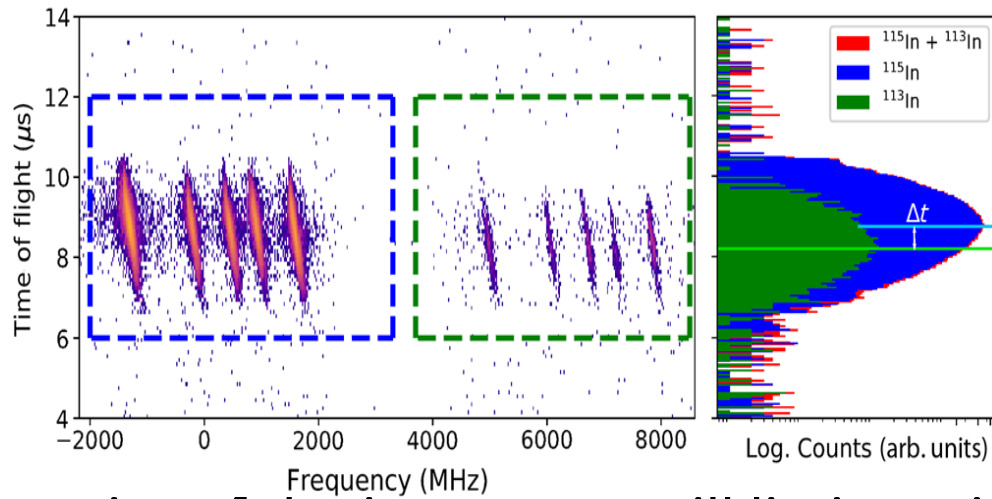 14
12
10
8
6
4
Time of flight (μs)
−2000 0 2000 4000 6000 8000
Frequency (MHz)
¹¹⁵In + ¹¹³In
¹¹⁵In
¹¹³In
Δt
Log. Counts (arb. units)